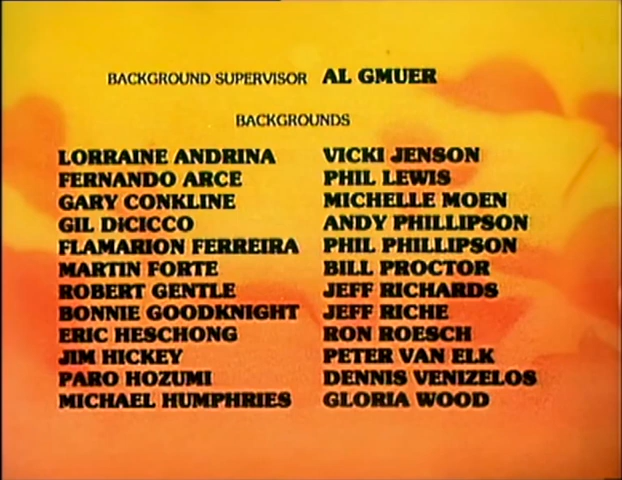 BACKGROUND SUPERVISOR AL GMUER
BACKGROUNDS
LORRAINE ANDRINA VICKI JENSON
FERNANDO ARCE PHIL LEWIS
GARY CONKLINE MICHELLE MOEN
GIL DiCICCO ANDY PHILLIPSON
FLAMARION FERREIRA PHIL PHILLIPSON
MARTIN FORTE BILL PROCTOR
ROBERT GENTLE JEFF RICHARDS
BONNIE GOODKNIGHT JEFF RICHE
ERIC HESCHONG RON ROESCH
JIM HICKEY PETER VAN ELK
PARO HOZUMI DENNIS VENIZELOS
MICHAEL HUMPHRIES GLORIA WOOD